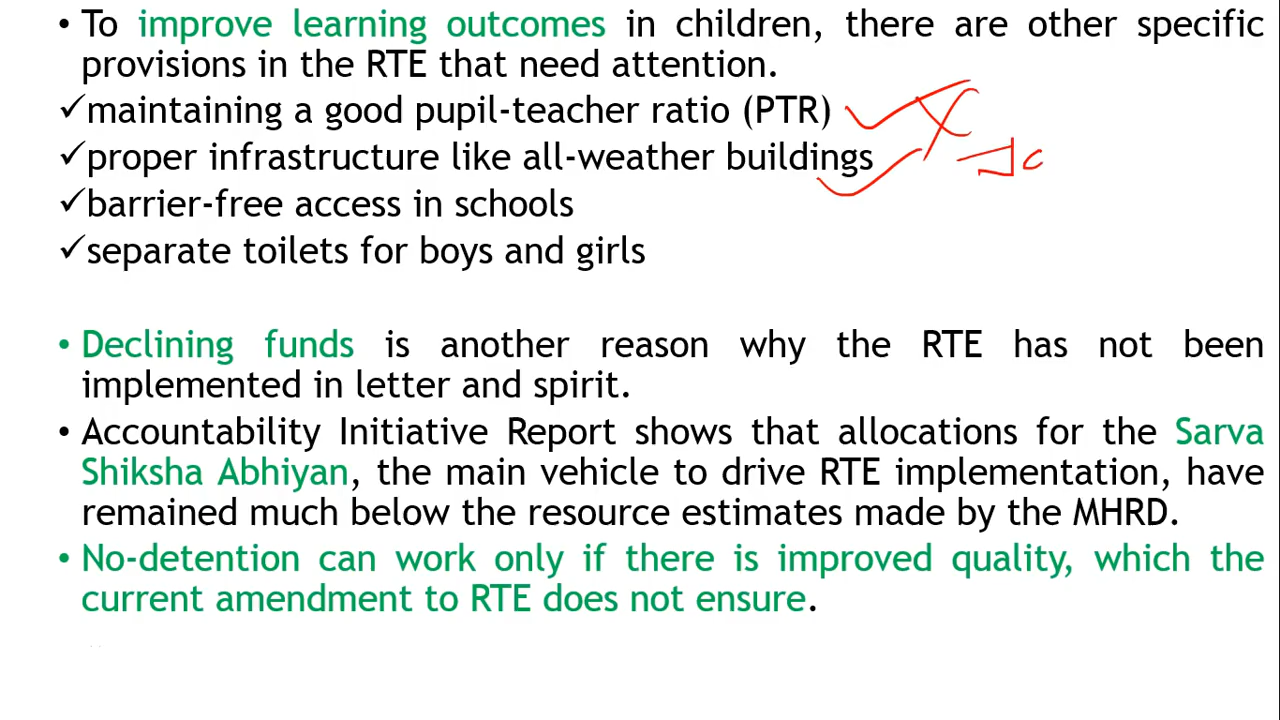 • To improve learning outcomes in children, there are other specific
provisions in the RTE that need attention.
✓maintaining a good pupil-teacher ratio (PTR)
✓proper infrastructure like all-weather buildings
✓barrier-free access in schools
✓separate toilets for boys and girls
• Declining funds is another reason why the RTE has not been
implemented in letter and spirit.
• Accountability Initiative Report shows that allocations for the Sarva
Shiksha Abhiyan, the main vehicle to drive RTE implementation, have
remained much below the resource estimates made by the MHRD.
• No-detention can work only if there is improved quality, which the
current amendment to RTE does not ensure.